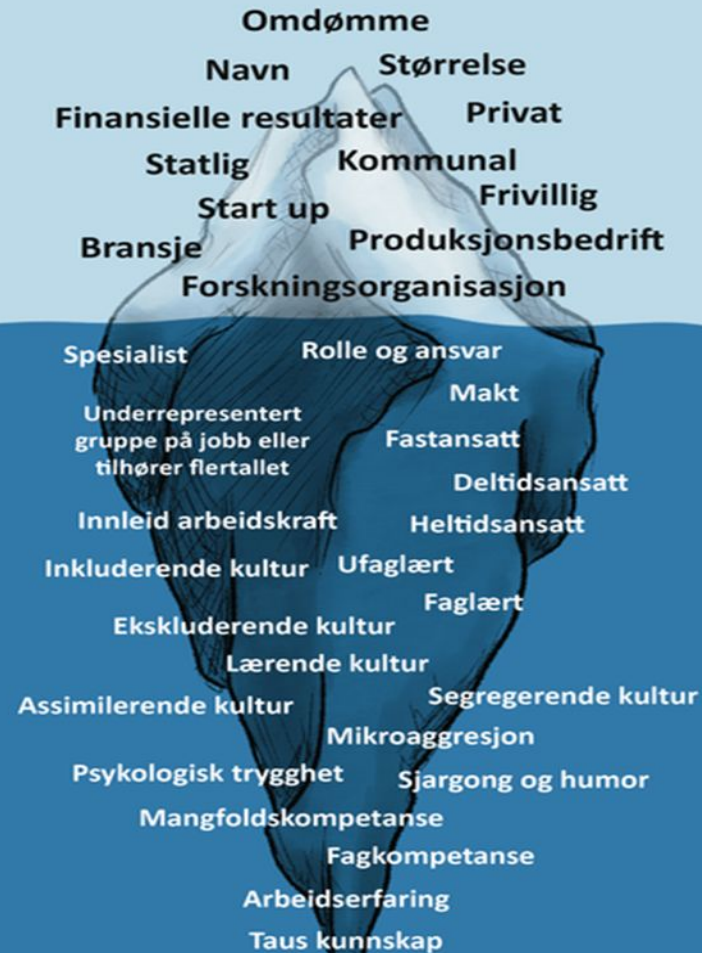 Omdømme
Navn
Størrelse
Finansielle resultater
Privat
Statlig
Kommunal
Frivillig
Start up
Bransje
Produksjonsbedrift
Forskningsorganisasjon
Spesialist
Rolle og ansvar
Makt
Underrepresentert
gruppe på jobb eller
tilhører flertallet
Fastansatt
Deltidsansatt
Innleid arbeidskraft
Heltidsansatt
Inkluderende kultur
Ufaglært
Faglært
Ekskluderende kultur
Lærende kultur
Assimilerende kultur
Segregerende kultur
Mikroaggresjon
Psykologisk trygghet
Sjargong og humor
Mangfoldskompetanse
Fagkompetanse
Arbeidserfaring
Taus kunnskap